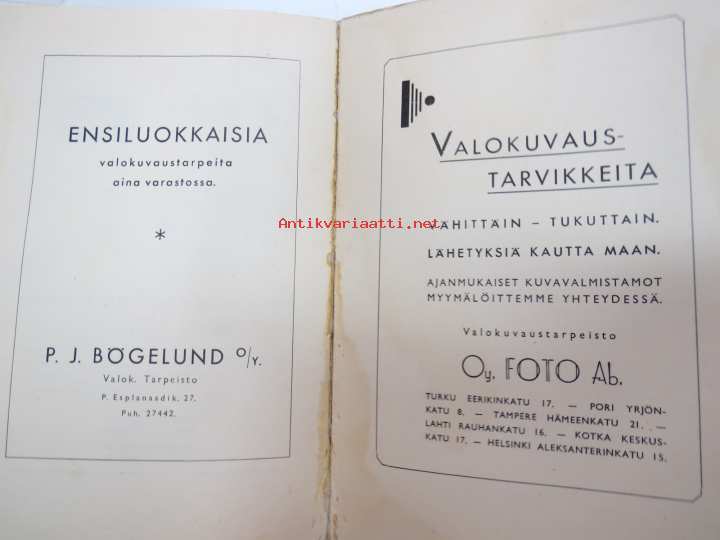 ENSILUOKKAISIA
valokuvaustarpeita
aina varastossa.
*
P. J. BÖGELUND O/Y.
Valok. Tarpeisto
P. Esplanaadik. 27.
Puh. 27442.
VALOKUVAUS-
TARVIKKEITA
Antikvariaatti.net
VÄHITTÄIN – TUKUTTAIN.
LÄHETYKSIÄ KAUTTA MAAN.
AJANMUKAISET KUVAVALMISTAMOT
MYYMÄLÖITTEMME YHTEYDESSÄ.
Valokuvaustarpeisto
Oy. FOTO Ab.
TURKU EERIKINKATU 17. — PORI YRJÖN-
KATU 8. — TAMPERE HÄMEENKATU 21. —
LAHTI RAUHANKATU 16. — KOTKA KESKUS-
KATU 17. — HELSINKI ALEKSANTERINKATU 15.